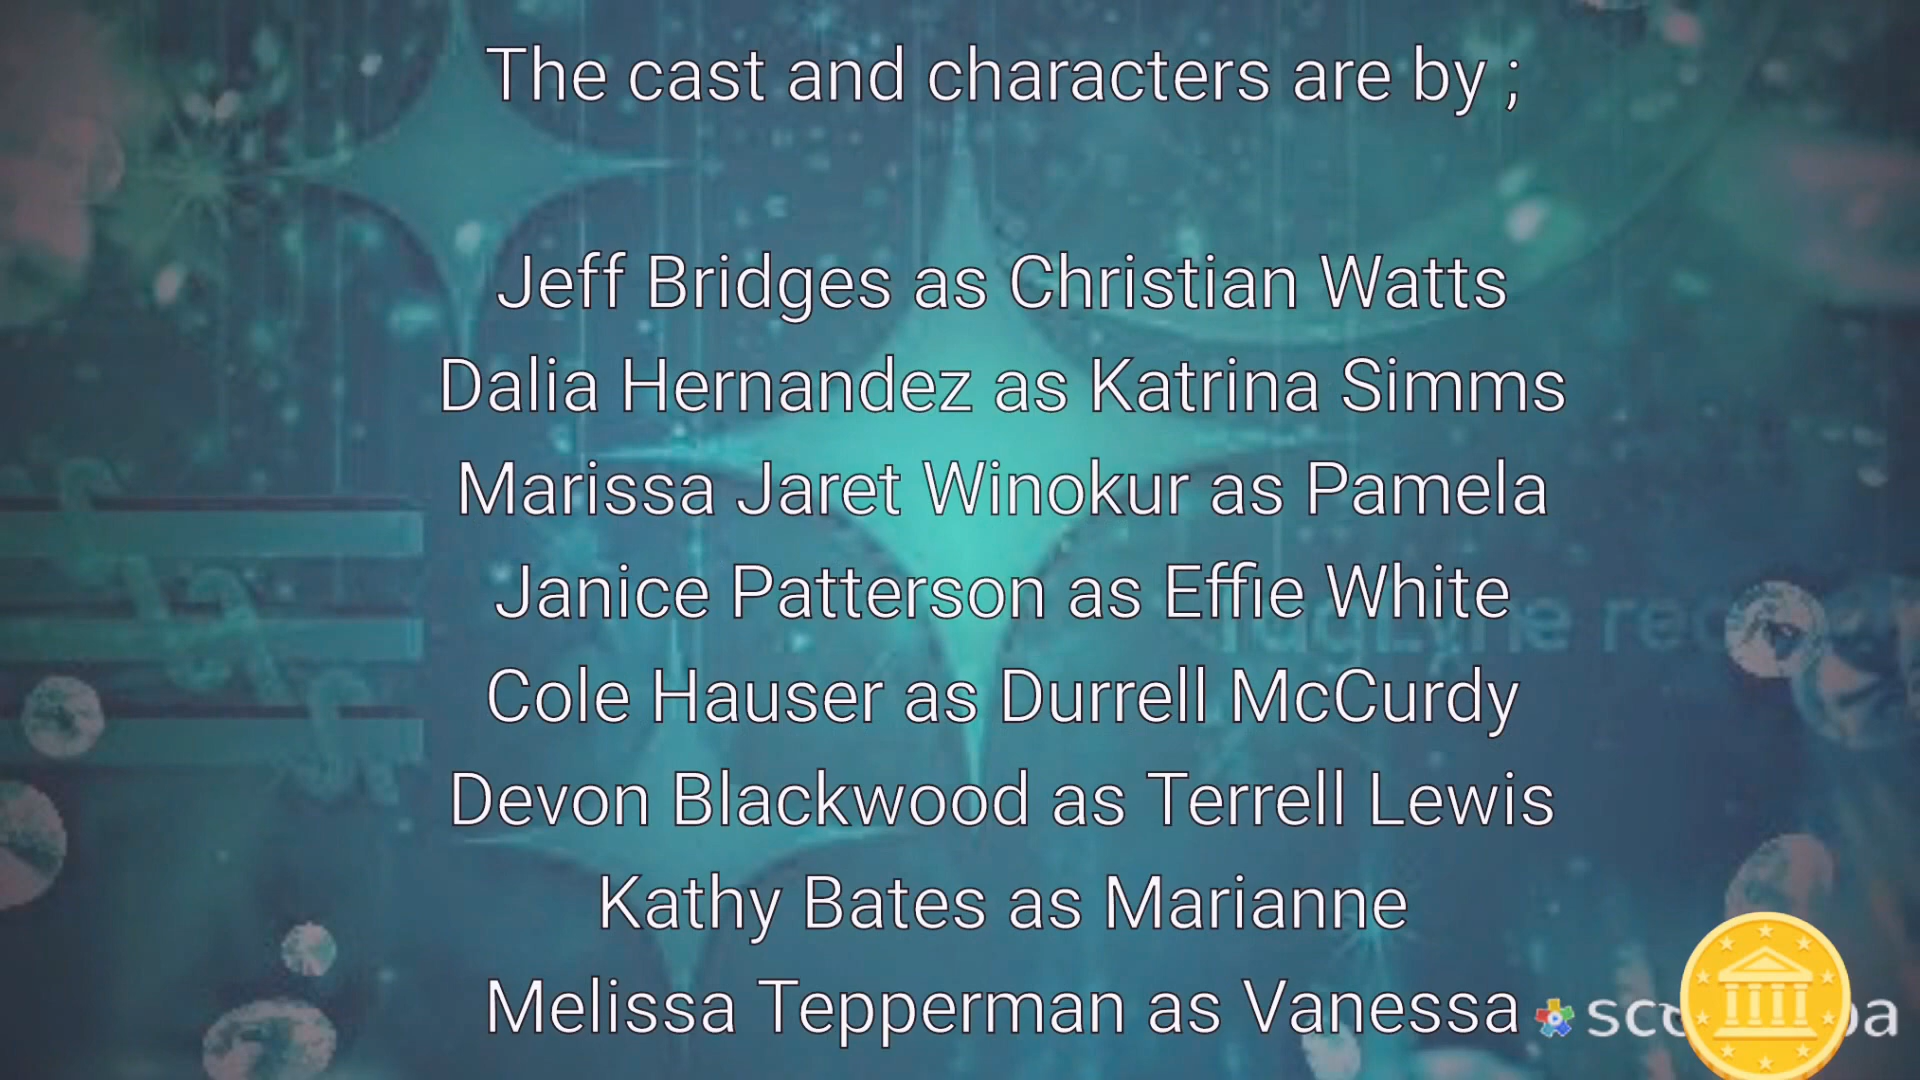 The cast and characters are by ;
Jeff Bridges as Christian Watts
Dalia Hernandez as Katrina Simms
Marissa Jaret Winokur as Pamela
Janice Patterson as Effie White
Cole Hauser as Durrell McCurdy
Devon Blackwood as Terrell Lewis
Kathy Bates as Marianne
Melissa Tepperman as Vanessa